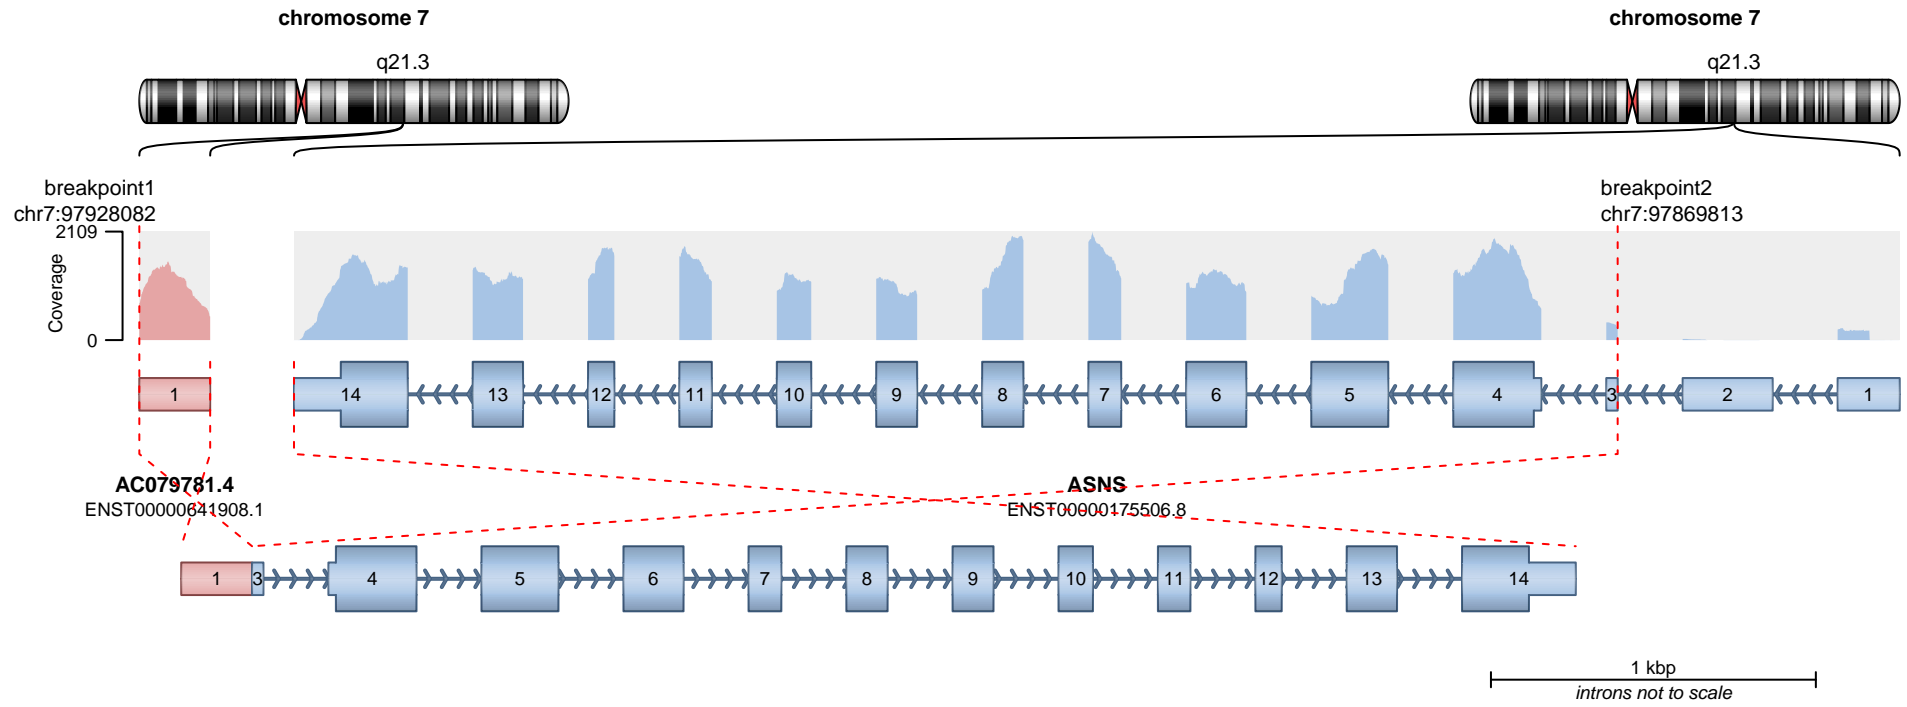 chromosome 7
chromosome 7
q21.3
q21.3
breakpoint1
chr7:97928082
breakpoint2
chr7:97869813
2109
Coverage
0
1
14 13 12 11 10 9 8 7 6 5 4 3 2 1
AC079781.4
ENST00000641908.1
ASNS
ENST00000175506.8
1 3 4 5 6 7 8 9 10 11 12 13 14
1 kbp
introns not to scale